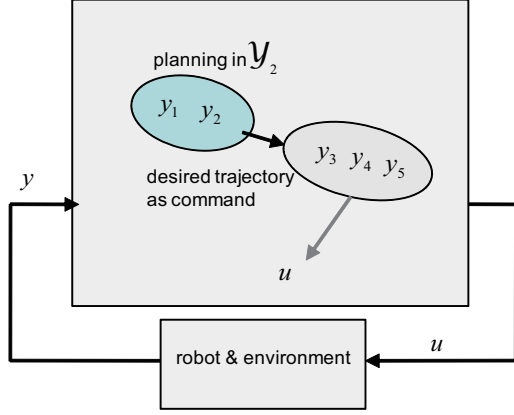 planning in 𝒴₂
y₁ y₂
y₃ y₄ y₅
desired trajectory
as command
y
u
robot & environment
u